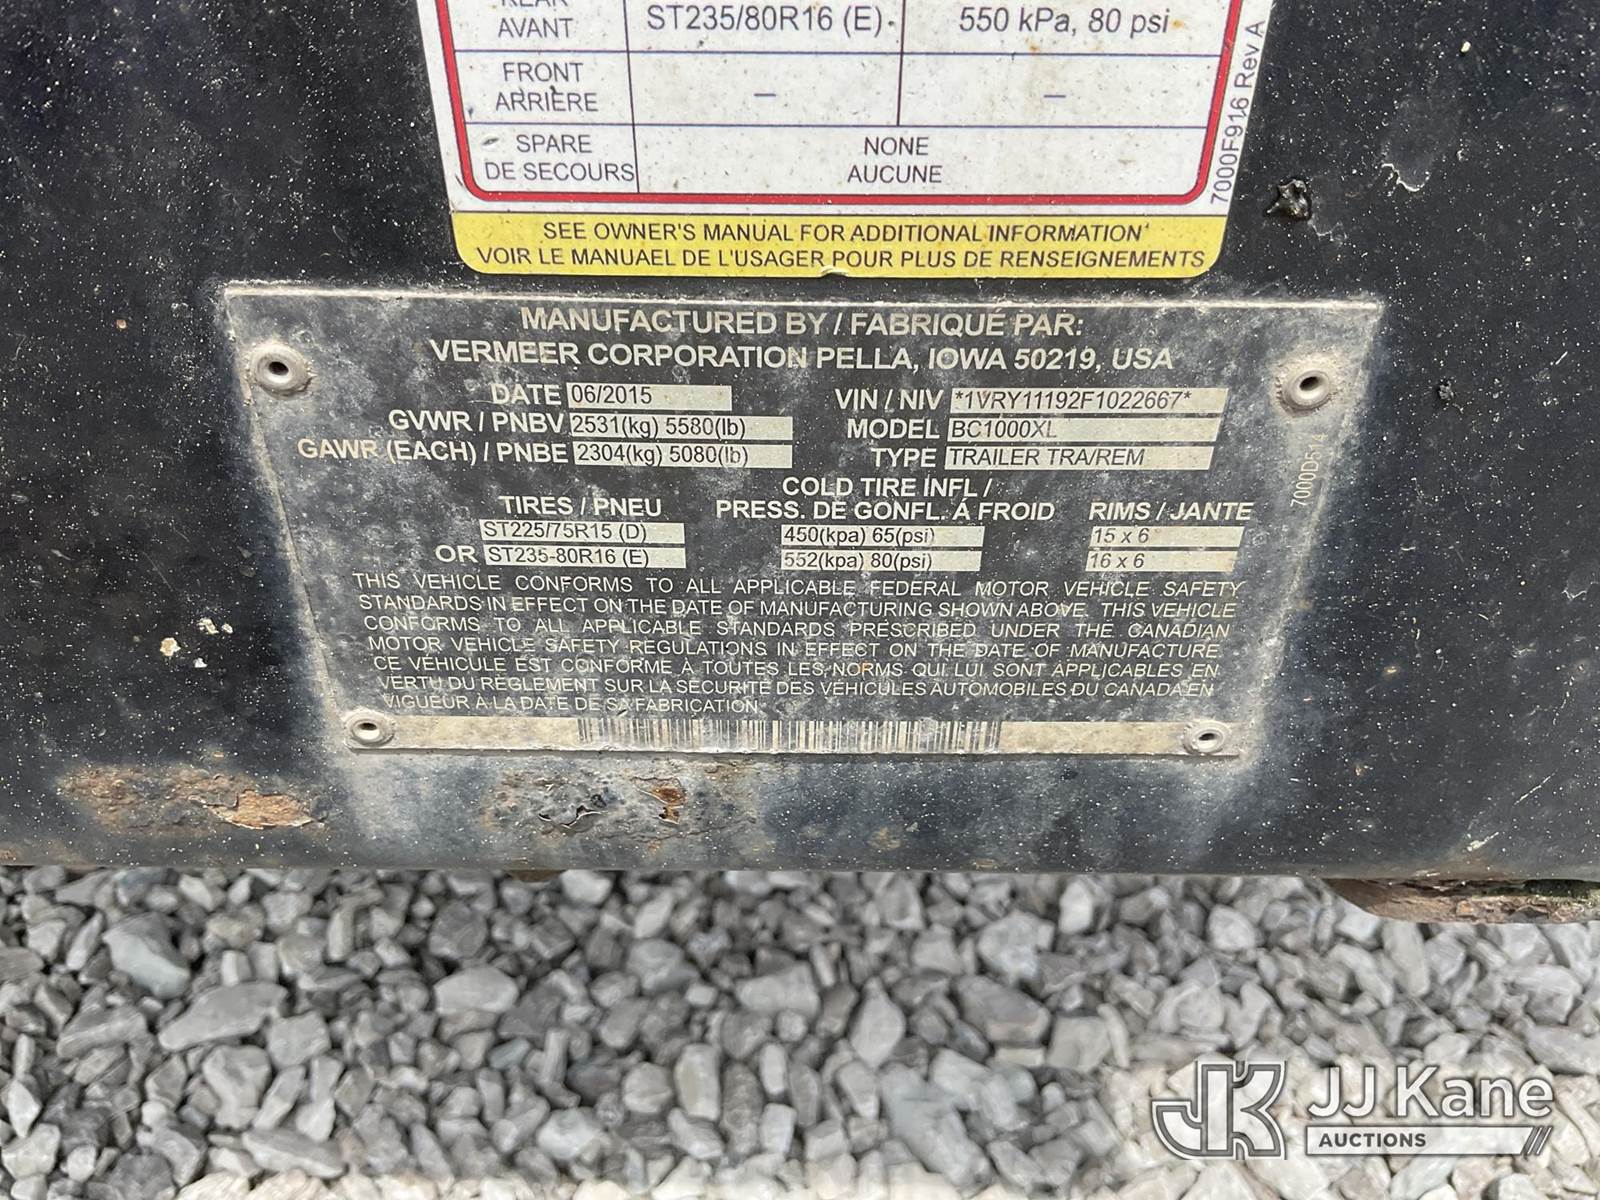 REAR
AVANT
ST235/80R16 (E)
550 kPa, 80 psi
FRONT
ARRIÈRE
–
–
SPARE
DE SECOURS
NONE
AUCUNE
7000F916 Rev A
SEE OWNER'S MANUAL FOR ADDITIONAL INFORMATION
VOIR LE MANUAEL DE L'USAGER POUR PLUS DE RENSEIGNEMENTS
MANUFACTURED BY / FABRIQUÉ PAR:
VERMEER CORPORATION PELLA, IOWA 50219, USA
DATE 06/2015
VIN / NIV *1VRY11192F1022667*
GVWR / PNBV 2531(kg) 5580(lb)
MODEL BC1000XL
GAWR (EACH) / PNBE 2304(kg) 5080(lb)
TYPE TRAILER TRA/REM
7000D514
TIRES / PNEU
COLD TIRE INFL /
PRESS. DE GONFL. Á FROID
RIMS / JANTE
ST225/75R15 (D)
450(kpa) 65(psi)
15 x 6
OR ST235-80R16 (E)
552(kpa) 80(psi)
16 x 6
THIS VEHICLE CONFORMS TO ALL APPLICABLE FEDERAL MOTOR VEHICLE SAFETY
STANDARDS IN EFFECT ON THE DATE OF MANUFACTURING SHOWN ABOVE. THIS VEHICLE
CONFORMS TO ALL APPLICABLE STANDARDS PRESCRIBED UNDER THE CANADIAN
MOTOR VEHICLE SAFETY REGULATIONS IN EFFECT ON THE DATE OF MANUFACTURE.
CE VÉHICULE EST CONFORME À TOUTES LES NORMS QUI LUI SONT APPLICABLES EN
VERTU DU RÈGLEMENT SUR LA SÉCURITÉ DES VÉHICULES AUTOMOBILES DU CANADA EN
VIGUEUR À LA DATE DE SA FABRICATION.
JK JJ Kane
AUCTIONS